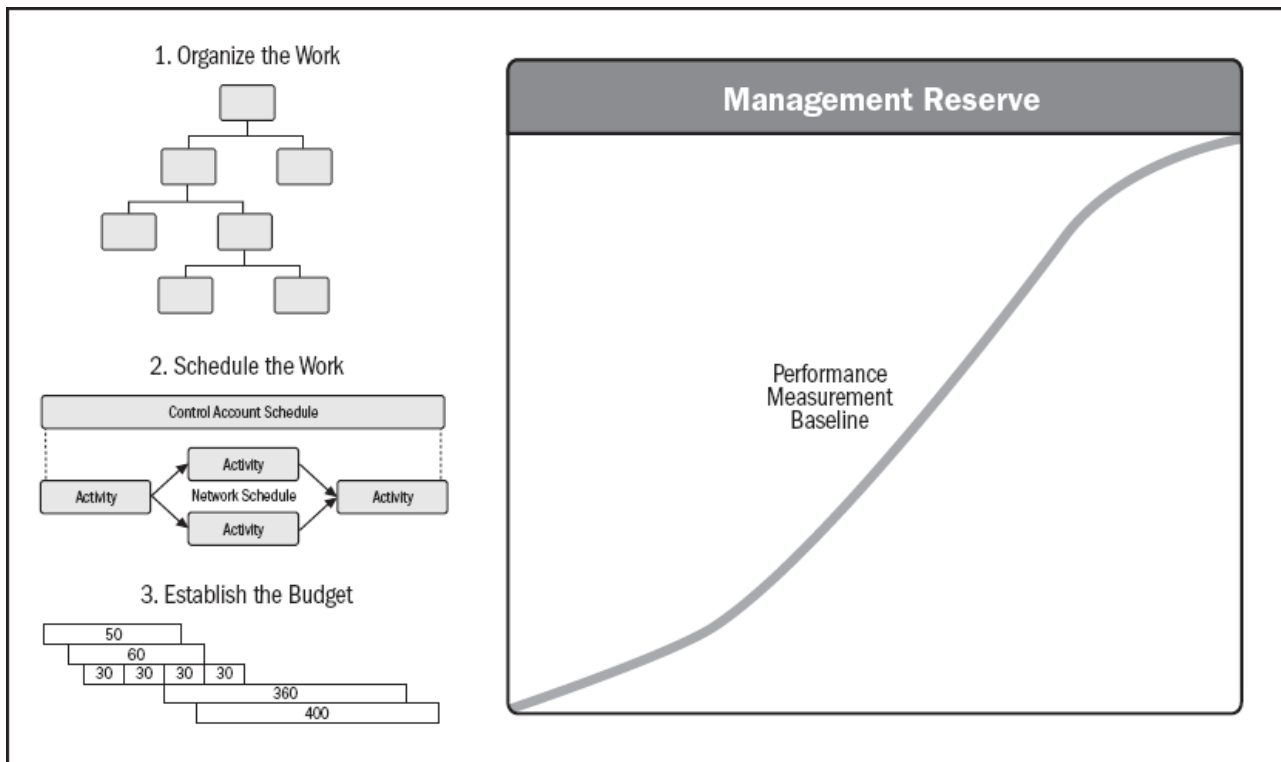 1. Organize the Work
2. Schedule the Work
Control Account Schedule
Activity
Activity
Network Schedule
Activity
Activity
3. Establish the Budget
50
60
30 30 30 30
360
400
Management Reserve
Performance
Measurement
Baseline